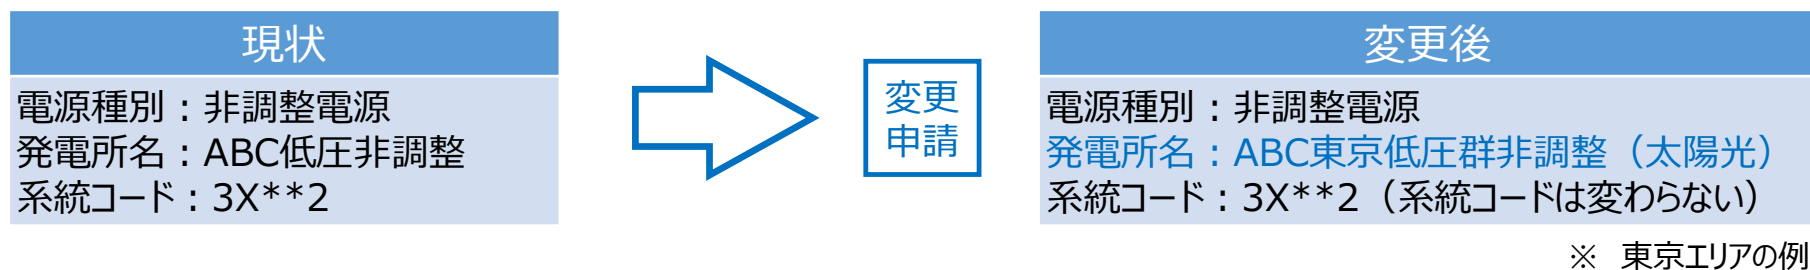 現状
電源種別：非調整電源
発電所名：ABC低圧非調整
系統コード：3X**2
変更
申請
変更後
電源種別：非調整電源
発電所名：ABC東京低圧群非調整（太陽光）
系統コード：3X**2（系統コードは変わらない）
※　東京エリアの例